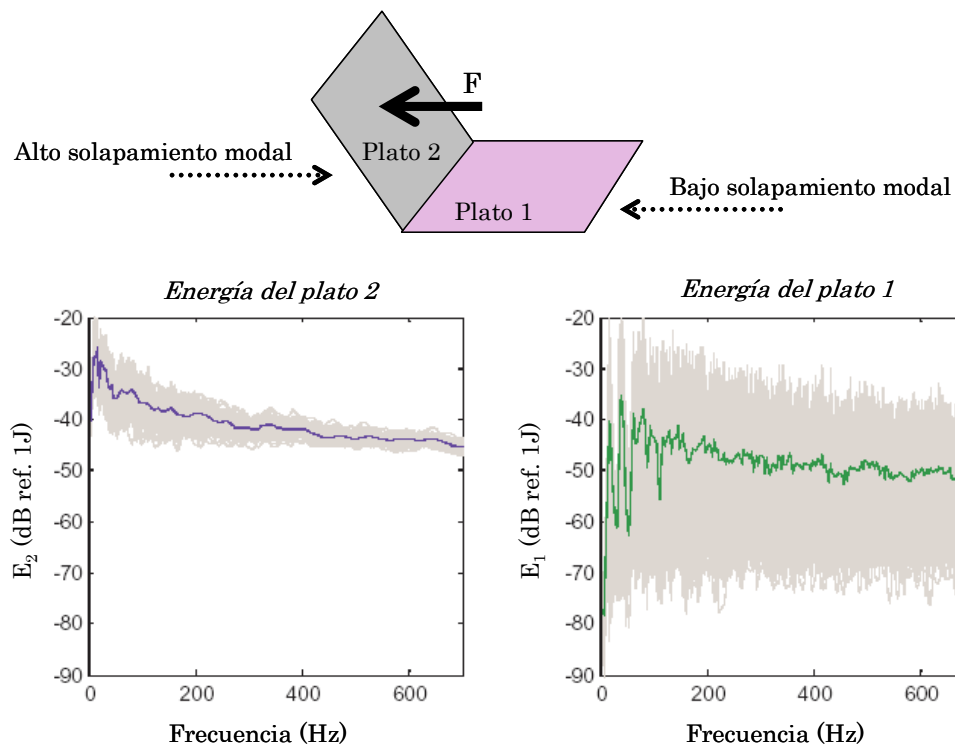 F
Alto solapamiento modal
Plato 2
Bajo solapamiento modal
Plato 1
Energía del plato 2
-20
-30
-40
-50
-60
-70
-80
-90
0
200
400
600
E2 (dB ref. 1J)
Frecuencia (Hz)
Energía del plato 1
-20
-30
-40
-50
-60
-70
-80
-90
0
200
400
600
E1 (dB ref. 1J)
Frecuencia (Hz)